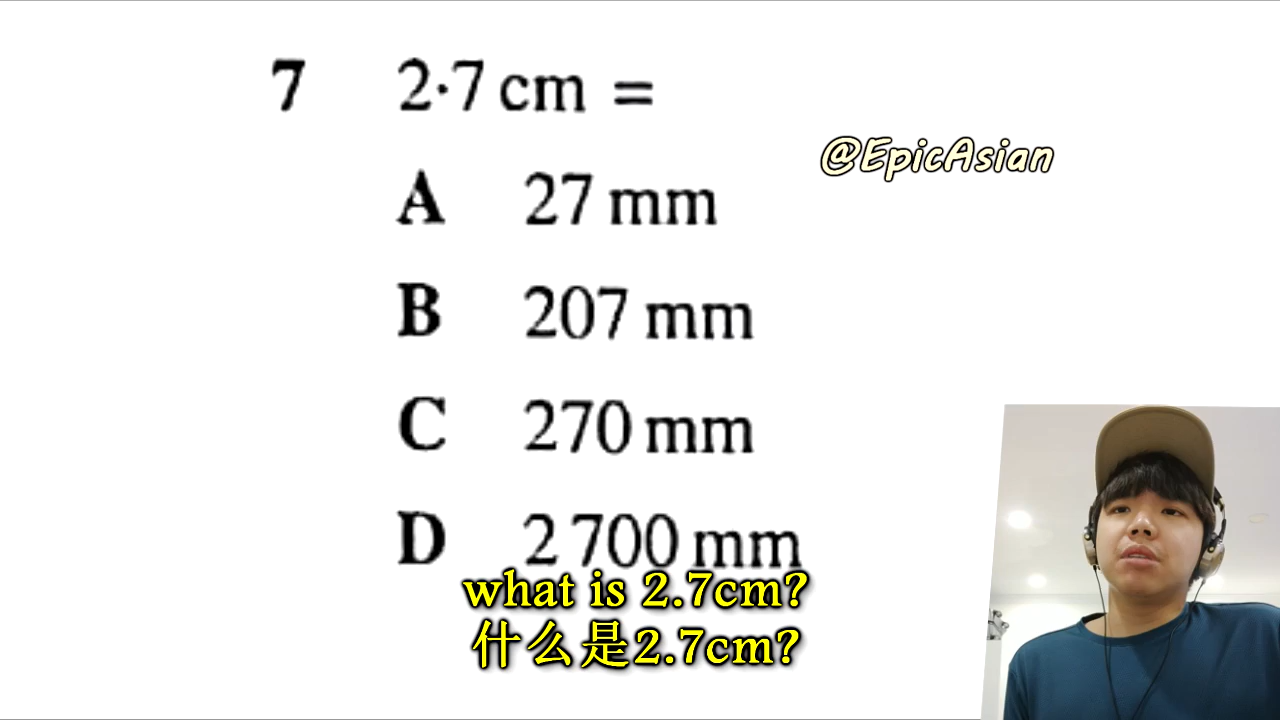 7 2·7 cm =
@EpicAsian
A 27 mm
B 207 mm
C 270 mm
D 2 700 mm
what is 2.7cm?
什么是2.7cm?